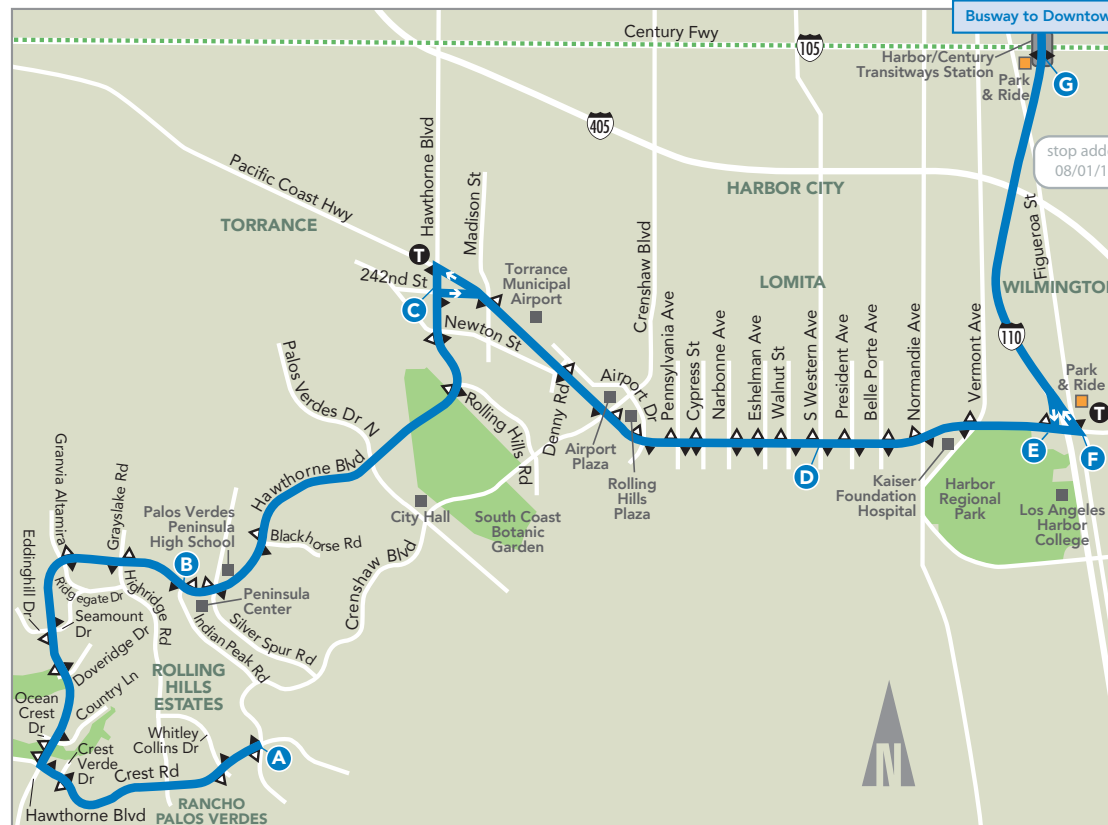 Busway to Downtow
Century Fwy
105
Harbor/Century
Transitways Station
Park
& Ride
G
405
stop adde
08/01/1
Pacific Coast Hwy
Hawthorne Blvd
Madison St
HARBOR CITY
TORRANCE
Crenshaw Blvd
Figueroa St
T
242nd St
Torrance
Municipal
Airport
LOMITA
WILMINGTON
C
Newton St
110
Palos
Verdes Dr N
Airport Dr
Pennsylvania Ave
Cypress St
Narbonne Ave
Eshelman Ave
Walnut St
S Western Ave
President Ave
Belle Porte Ave
Normandie Ave
Vermont Ave
Park
& Ride
T
Rolling
Hills Rd
Denny Rd
Airport
Plaza
Rolling
Hills
Plaza
D
E
F
Kaiser
Foundation
Hospital
Harbor
Regional
Park
Los Angeles
Harbor
College
Hawthorne Blvd
City Hall
South Coast
Botanic
Garden
Granvia Altamira
Grayslake Rd
Palos Verdes
Peninsula
High School
Blackhorse Rd
Eddinghill Dr
B
Crenshaw Blvd
Ridgegate Dr
Highridge Rd
Peninsula
Center
Seamount
Dr
Indian Peak Rd
Silver Spur Rd
Doveridge Dr
ROLLING
HILLS
ESTATES
Country Ln
Ocean
Crest
Dr
Whitley
Collins Dr
A
Crest
Verde
Dr
Crest Rd
N
Hawthorne Blvd
RANCHO
PALOS VERDES